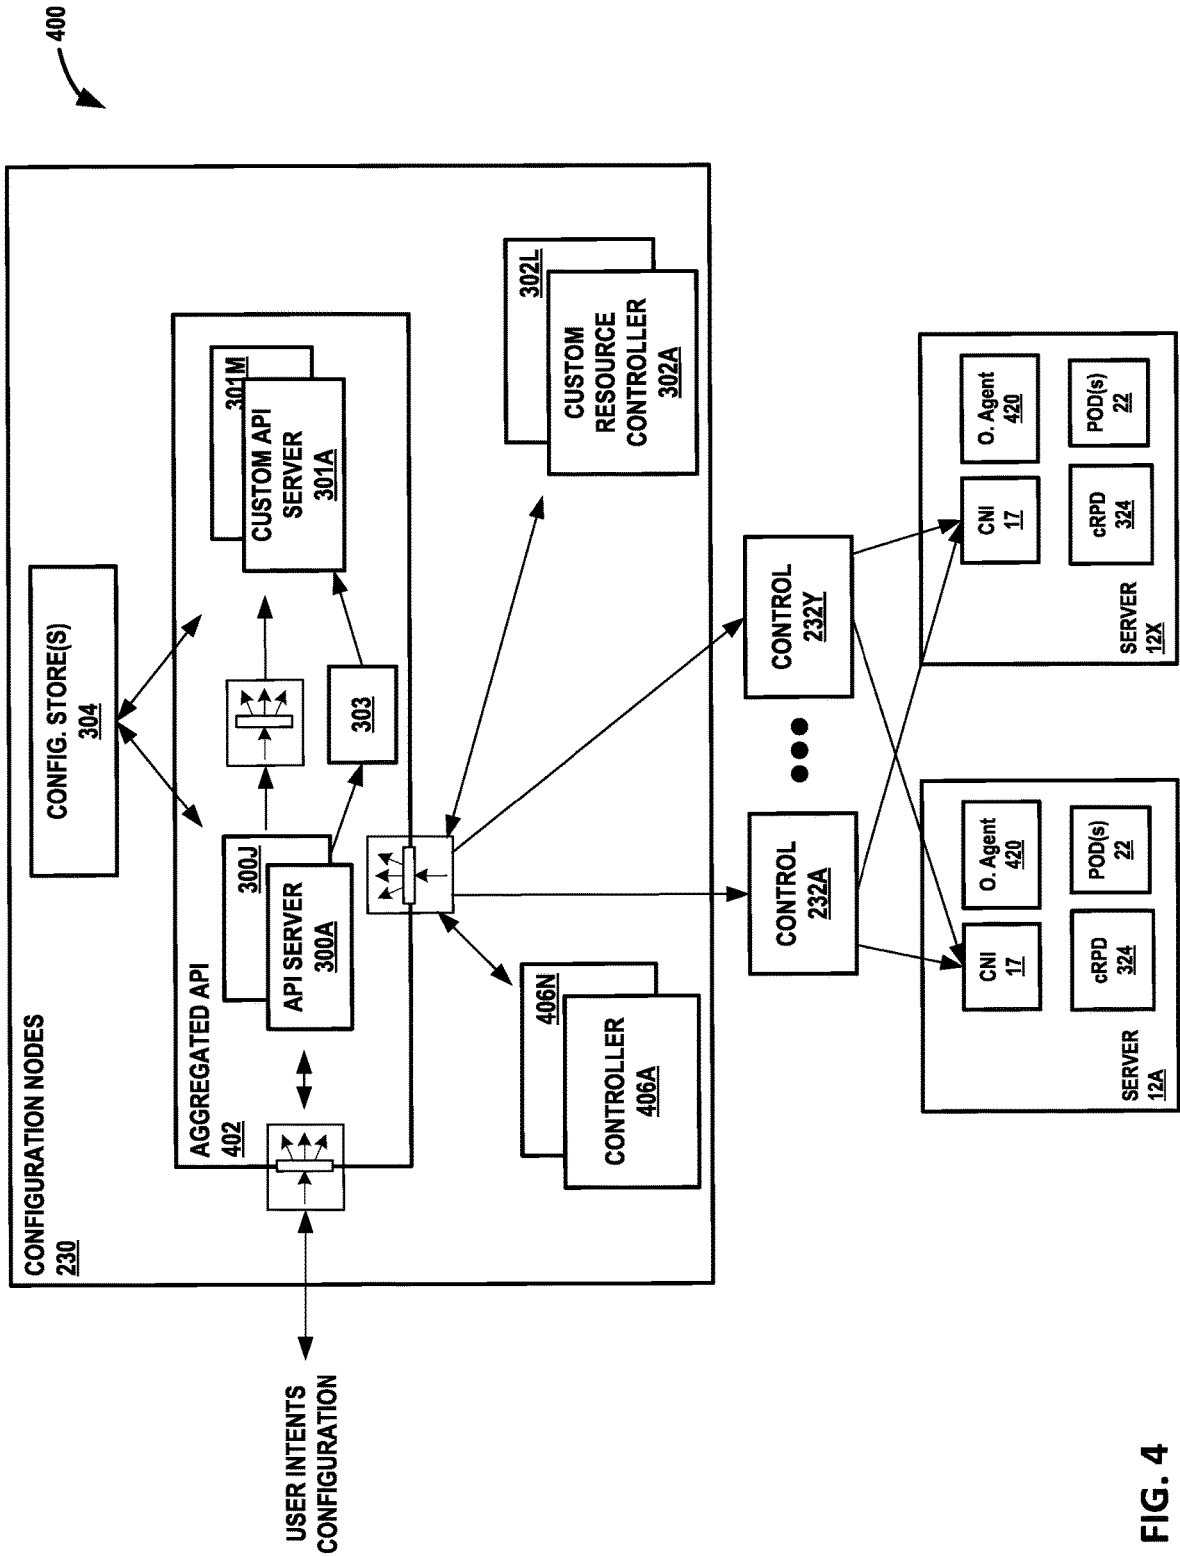 400
CONFIGURATION NODES
230
CONFIG. STORE(S)
304
AGGREGATED API
402
300J
API SERVER
300A
303
301M
CUSTOM API
SERVER
301A
USER INTENTS
CONFIGURATION
406N
CONTROLLER
406A
302L
CUSTOM
RESOURCE
CONTROLLER
302A
CONTROL
232A
CONTROL
232Y
CNI
17
O. Agent
420
cRPD
324
POD(s)
22
SERVER
12A
CNI
17
O. Agent
420
cRPD
324
POD(s)
22
SERVER
12X
FIG. 4